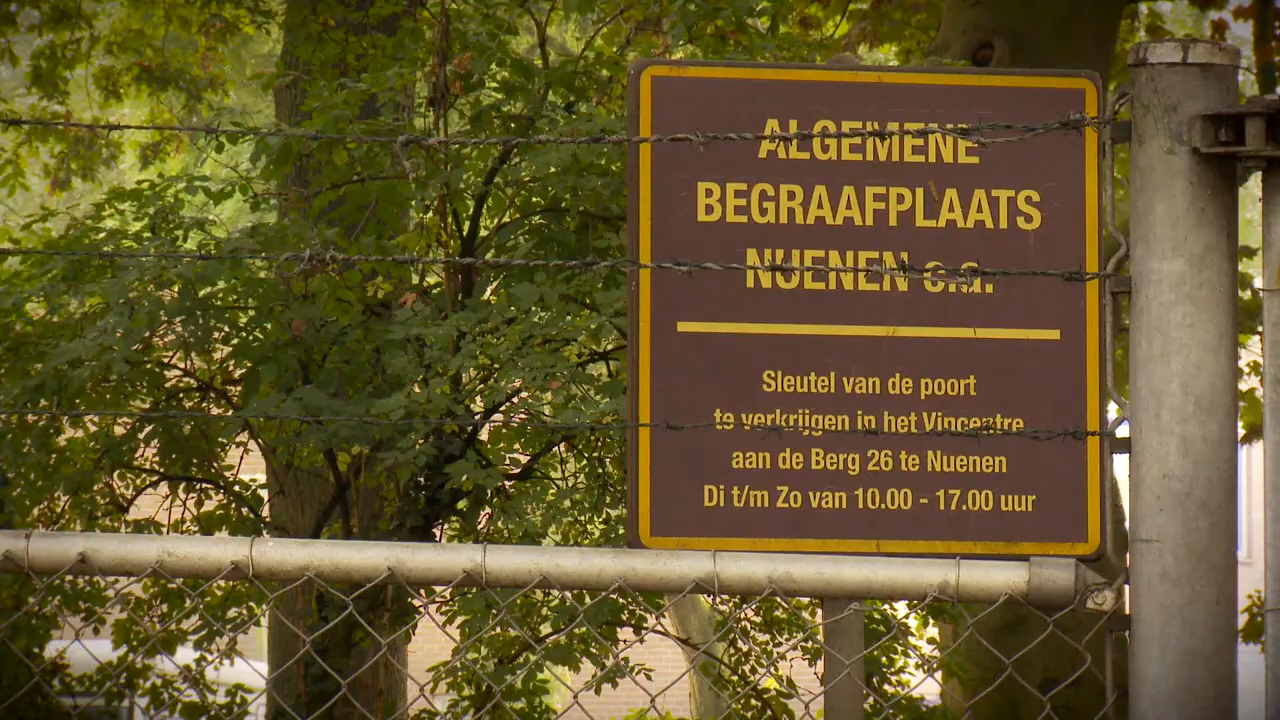 ALGEMENE
BEGRAAFPLAATS
NUENEN c.a.
Sleutel van de poort
te verkrijgen in het Vincentre
aan de Berg 26 te Nuenen
Di t/m Zo van 10.00 - 17.00 uur